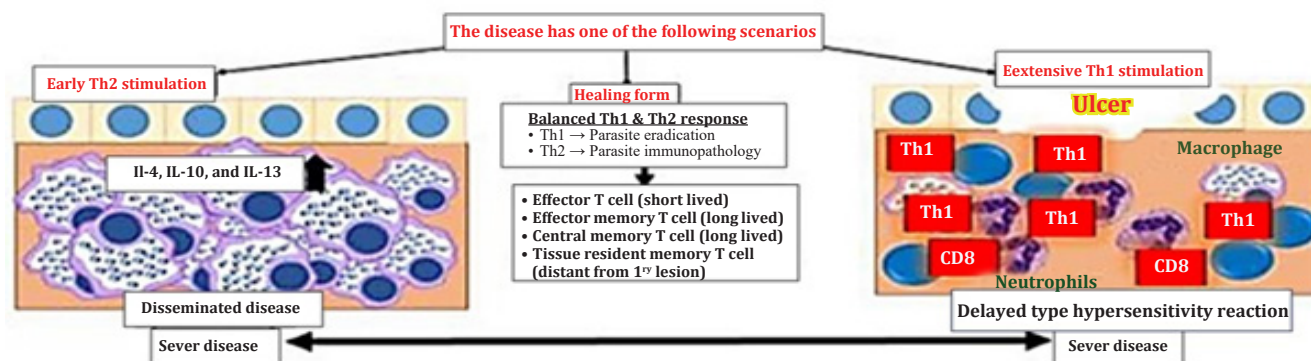 The disease has one of the following scenarios
Early Th2 stimulation
Il-4, IL-10, and IL-13
Disseminated disease
Sever disease
Healing form
Balanced Th1 & Th2 response
• Th1 → Parasite eradication
• Th2 → Parasite immunopathology
• Effector T cell (short lived)
• Effector memory T cell (long lived)
• Central memory T cell (long lived)
• Tissue resident memory T cell
(distant from 1ry lesion)
Eextensive Th1 stimulation
Ulcer
Th1
Th1
Macrophage
Th1
Th1
Th1
CD8
CD8
Neutrophils
Delayed type hypersensitivity reaction
Sever disease